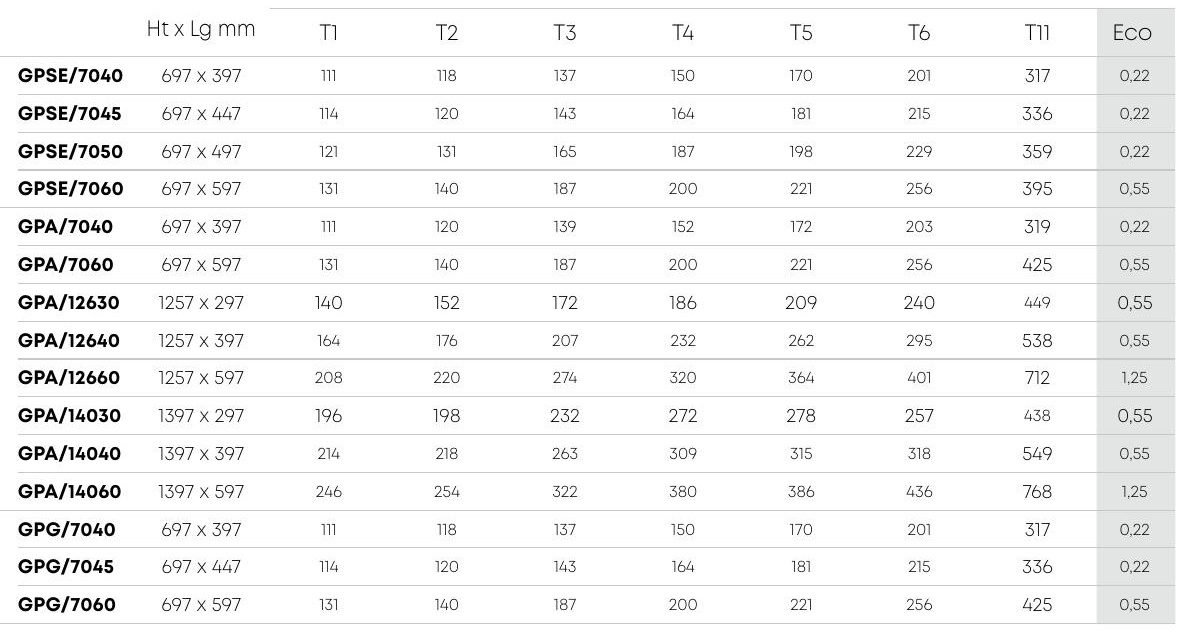 Ht x Lg mm T1 T2 T3 T4 T5 T6 T11 Eco
GPSE/7040 697 x 397 111 118 137 150 170 201 317 0,22
GPSE/7045 697 x 447 114 120 143 164 181 215 336 0,22
GPSE/7050 697 x 497 121 131 165 187 198 229 359 0,22
GPSE/7060 697 x 597 131 140 187 200 221 256 395 0,55
GPA/7040 697 x 397 111 120 139 152 172 203 319 0,22
GPA/7060 697 x 597 131 140 187 200 221 256 425 0,55
GPA/12630 1257 x 297 140 152 172 186 209 240 449 0,55
GPA/12640 1257 x 397 164 176 207 232 262 295 538 0,55
GPA/12660 1257 x 597 208 220 274 320 364 401 712 1,25
GPA/14030 1397 x 297 196 198 232 272 278 257 438 0,55
GPA/14040 1397 x 397 214 218 263 309 315 318 549 0,55
GPA/14060 1397 x 597 246 254 322 380 386 436 768 1,25
GPG/7040 697 x 397 111 118 137 150 170 201 317 0,22
GPG/7045 697 x 447 114 120 143 164 181 215 336 0,22
GPG/7060 697 x 597 131 140 187 200 221 256 425 0,55